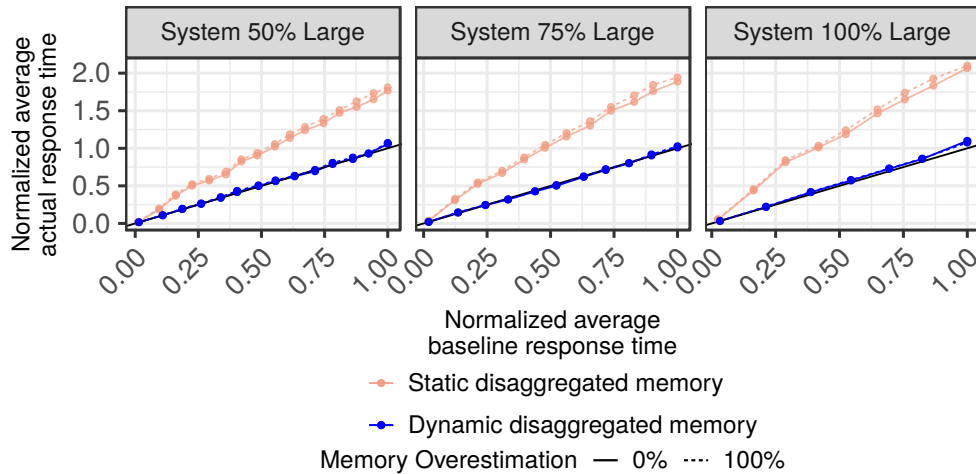 System 50% Large
System 75% Large
System 100% Large
Normalized average
actual response time
2.0
1.5
1.0
0.5
0.0
0.00
0.25
0.50
0.75
1.00
0.00
0.25
0.50
0.75
1.00
0.00
0.25
0.50
0.75
1.00
Normalized average
baseline response time
Static disaggregated memory
Dynamic disaggregated memory
Memory Overestimation 0% 100%